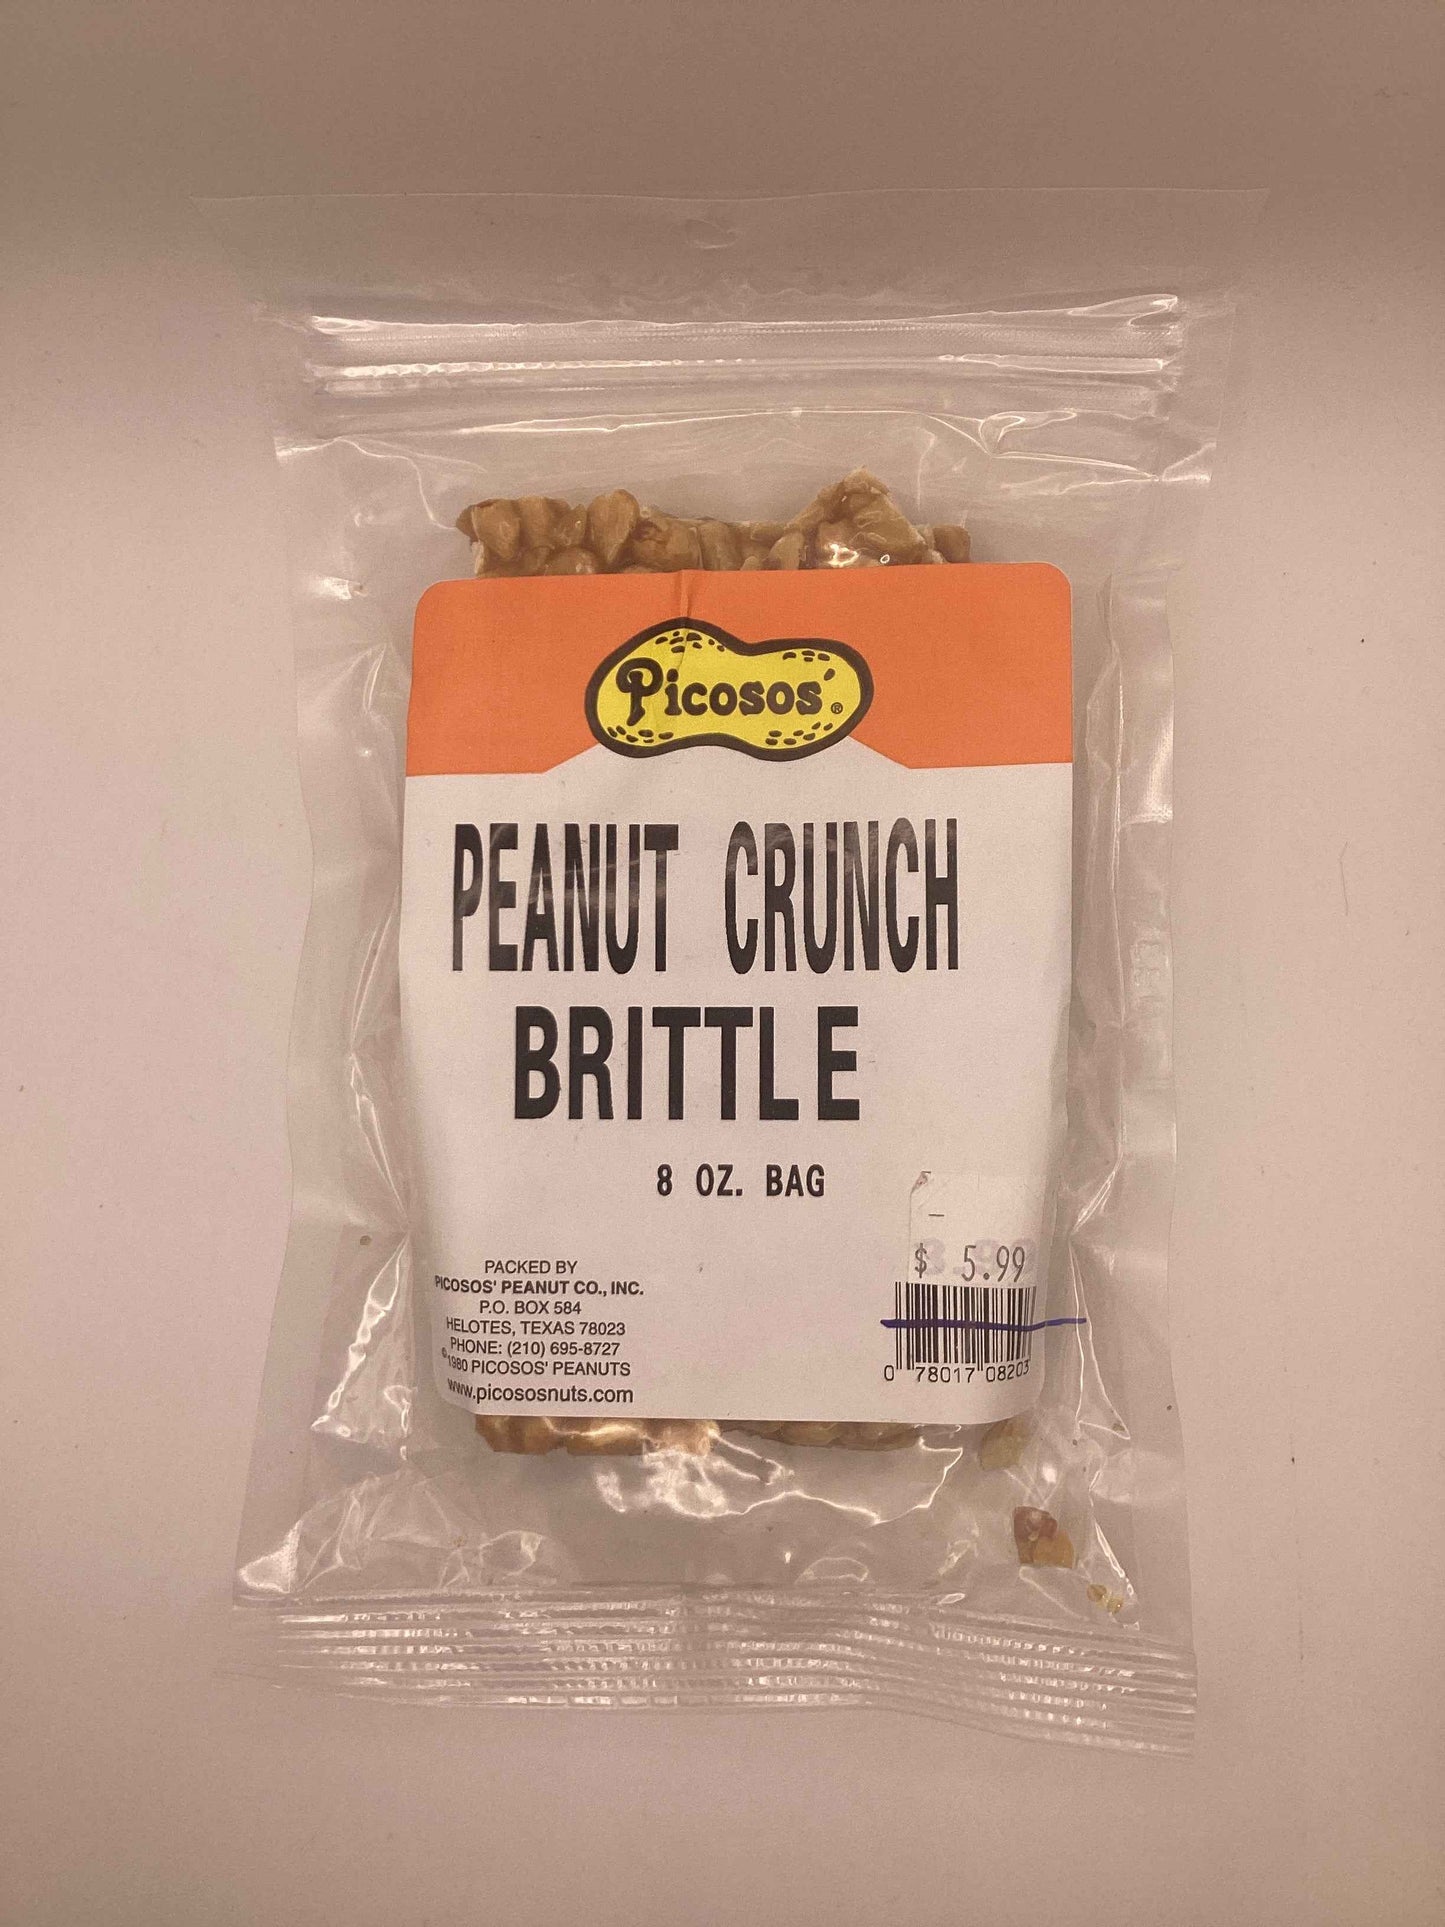 Picosos'®
PEANUT CRUNCH
BRITTLE
8 OZ. BAG
PACKED BY
PICOSOS' PEANUT CO., INC.
P.O. BOX 584
HELOTES, TEXAS 78023
PHONE: (210) 695-8727
©1980 PICOSOS' PEANUTS
www.picososnuts.com
$ 5.99
0 78017 08203